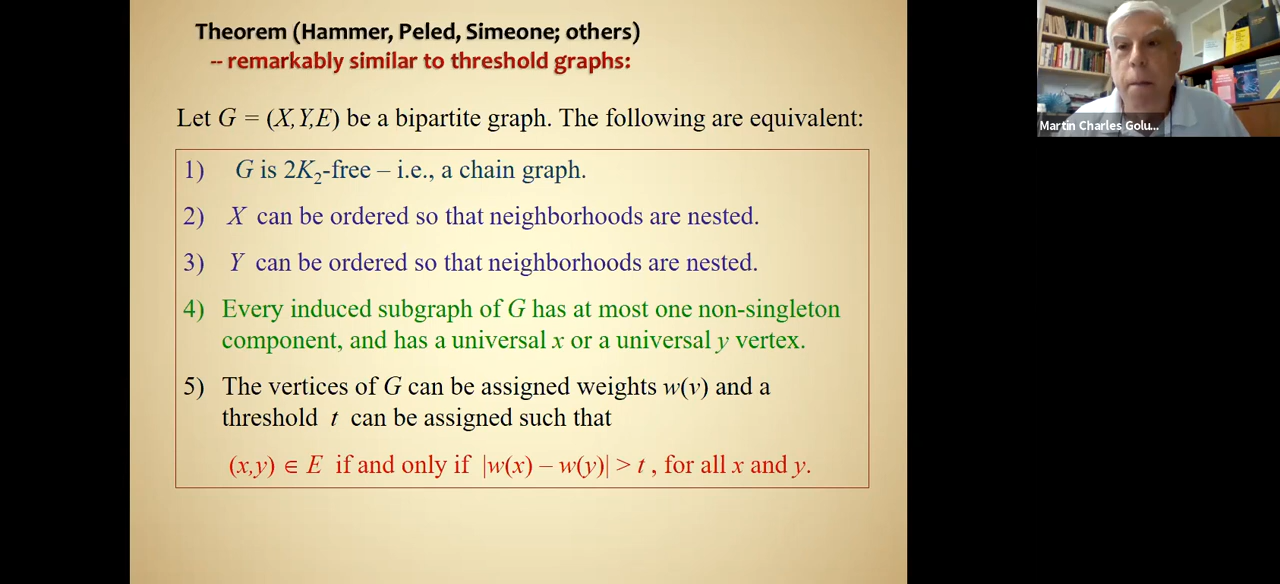 Theorem (Hammer, Peled, Simeone; others)
-- remarkably similar to threshold graphs:
Let G = (X,Y,E) be a bipartite graph. The following are equivalent:
1) G is 2K₂-free – i.e., a chain graph.
2) X can be ordered so that neighborhoods are nested.
3) Y can be ordered so that neighborhoods are nested.
4) Every induced subgraph of G has at most one non-singleton
component, and has a universal x or a universal y vertex.
5) The vertices of G can be assigned weights w(v) and a
threshold t can be assigned such that
(x,y) ∈ E if and only if |w(x) – w(y)| > t , for all x and y.
Martin Charles Golu...